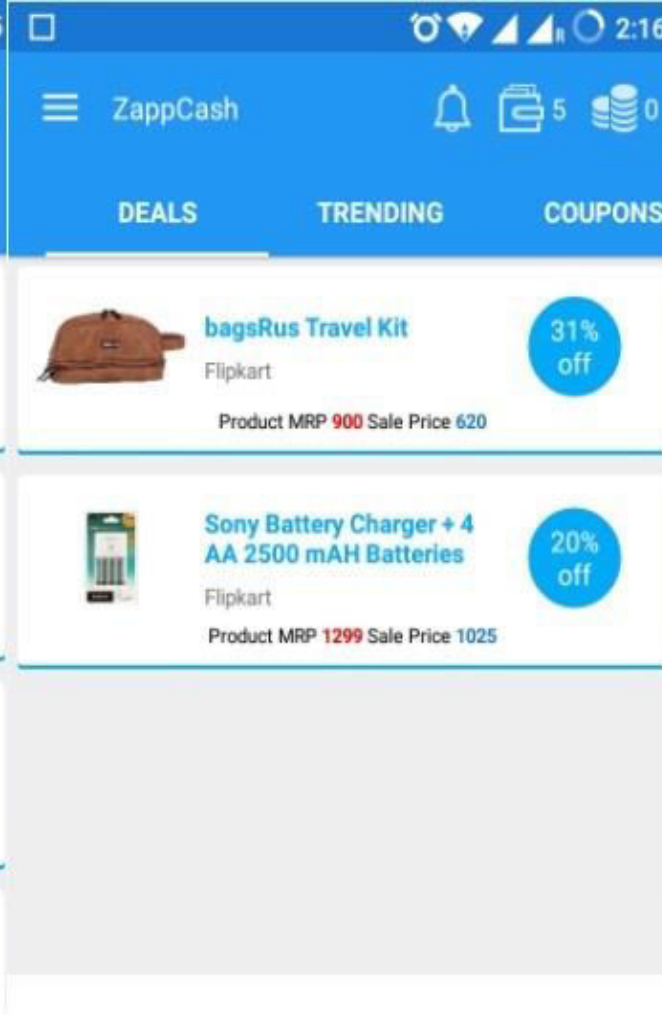 2:16
ZappCash
5
0
DEALS TRENDING COUPONS
bagsRus Travel Kit
31%
off
Flipkart
Product MRP 900 Sale Price 620
Sony Battery Charger + 4
AA 2500 mAH Batteries
20%
off
Flipkart
Product MRP 1299 Sale Price 1025